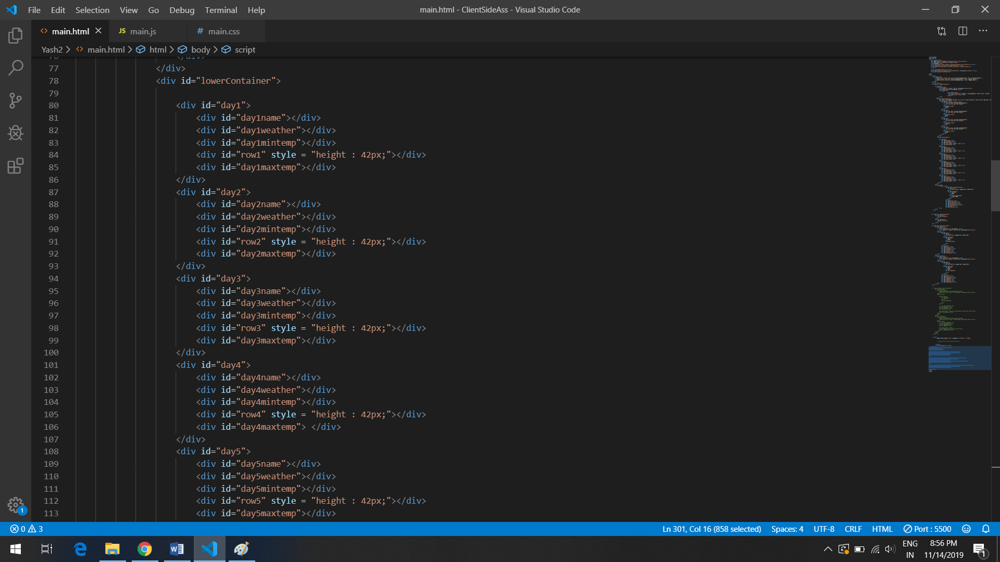 File Edit Selection View Go Debug Terminal Help main.html - ClientSideAss - Visual Studio Code
main.html JS main.js # main.css
Yash2 > main.html > html > body > script
77 </div>
78 <div id="lowerContainer">
79
80 <div id="day1">
81 <div id="day1name"></div>
82 <div id="day1weather"></div>
83 <div id="day1mintemp"></div>
84 <div id="row1" style = "height : 42px;"></div>
85 <div id="day1maxtemp"></div>
86 </div>
87 <div id="day2">
88 <div id="day2name"></div>
89 <div id="day2weather"></div>
90 <div id="day2mintemp"></div>
91 <div id="row2" style = "height : 42px;"></div>
92 <div id="day2maxtemp"></div>
93 </div>
94 <div id="day3">
95 <div id="day3name"></div>
96 <div id="day3weather"></div>
97 <div id="day3mintemp"></div>
98 <div id="row3" style = "height : 42px;"></div>
99 <div id="day3maxtemp"></div>
100 </div>
101 <div id="day4">
102 <div id="day4name"></div>
103 <div id="day4weather"></div>
104 <div id="day4mintemp"></div>
105 <div id="row4" style = "height : 42px;"></div>
106 <div id="day4maxtemp"> </div>
107 </div>
108 <div id="day5">
109 <div id="day5name"></div>
110 <div id="day5weather"></div>
111 <div id="day5mintemp"></div>
112 <div id="row5" style = "height : 42px;"></div>
113 <div id="day5maxtemp"></div>
1
0 3 Ln 301, Col 16 (858 selected) Spaces: 4 UTF-8 CRLF HTML Port : 5500
ENG 8:56 PM
IN 11/14/2019 1